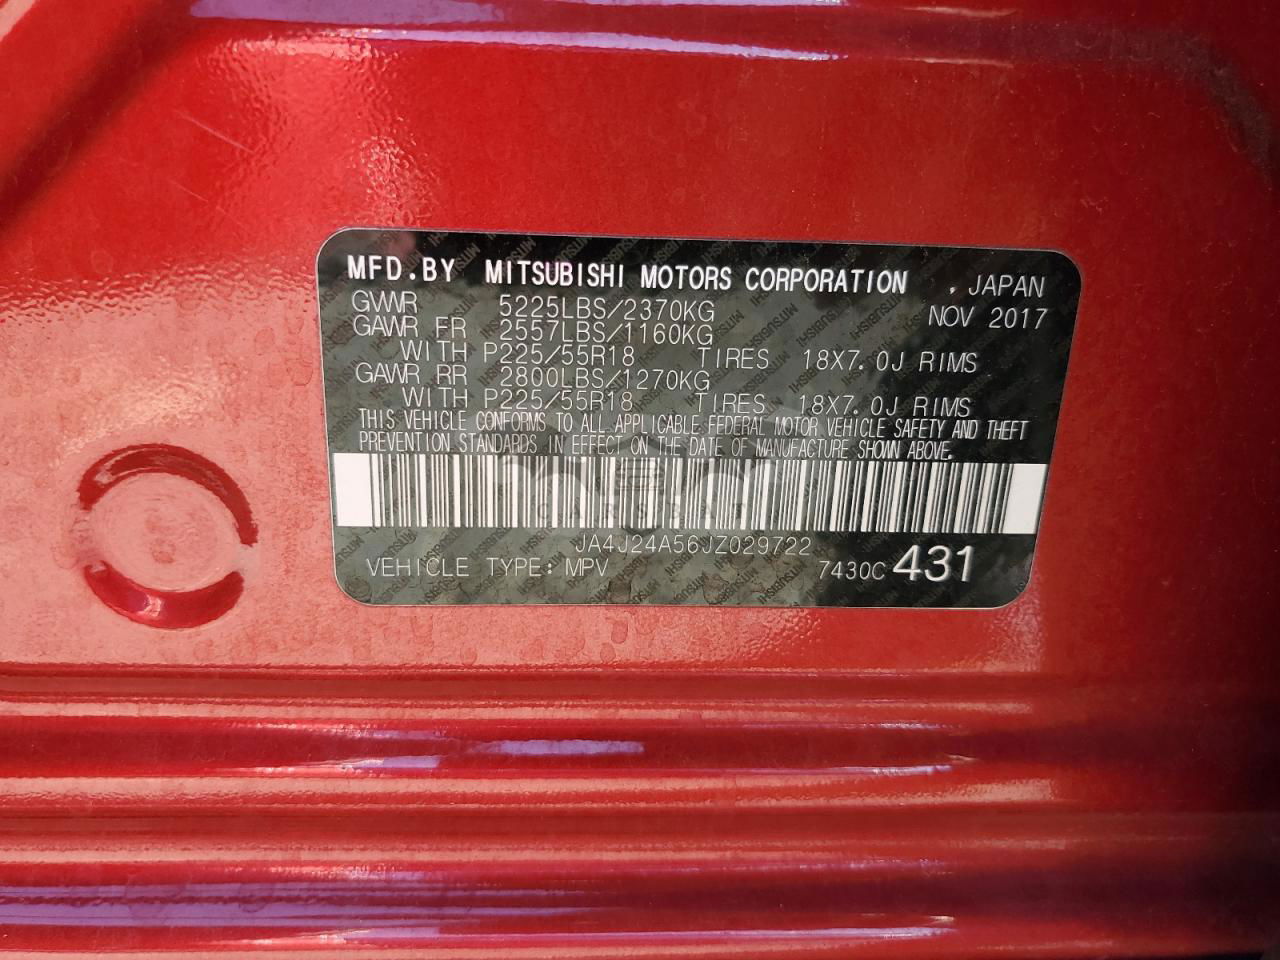 MFD.BY MITSUBISHI MOTORS CORPORATION , JAPAN
GWWR 5225LBS/2370KG NOV 2017
GAWR FR 2557LBS/1160KG
WITH P225/55R18 TIRES 18X7.0J RIMS
GAWR RR 2800LBS/1270KG
WITH P225/55R18 TIRES 18X7.0J RIMS
THIS VEHICLE CONFORMS TO ALL APPLICABLE FEDERAL MOTOR VEHICLE SAFETY AND THEFT
PREVENTION STANDARDS IN EFFECT ON THE DATE OF MANUFACTURE SHOWN ABOVE.
CARSBAT
JA4J24A56JZ029722
VEHICLE TYPE: MPV 7430C 431